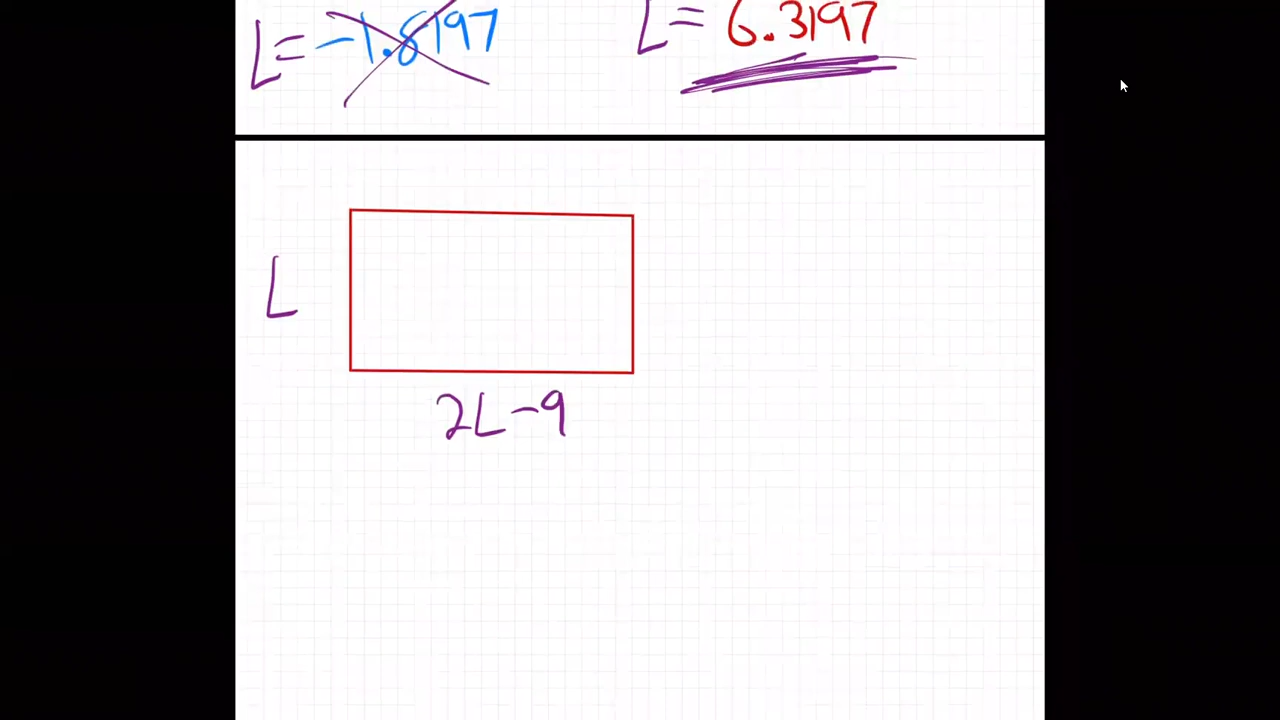 L = -1.8197
L = 6.3197
L
2L - 9